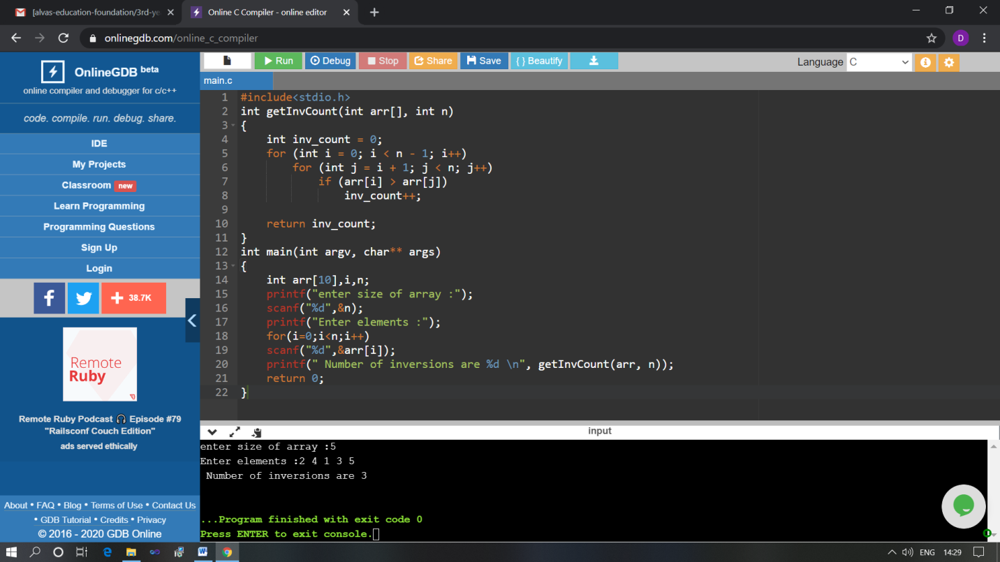 [alvas-education-foundation/3rd-ye
Online C Compiler - online editor
onlinegdb.com/online_c_compiler
D
OnlineGDB beta
online compiler and debugger for c/c++
code. compile. run. debug. share.
IDE
My Projects
Classroom new
Learn Programming
Programming Questions
Sign Up
Login
38.7K
Remote
Ruby
Remote Ruby Podcast 🎧 Episode #79
"Railsconf Couch Edition"
ads served ethically
About • FAQ • Blog • Terms of Use • Contact Us
• GDB Tutorial • Credits • Privacy
© 2016 - 2020 GDB Online
Run Debug Stop Share Save { } Beautify
Language C
main.c
1 #include<stdio.h>
2 int getInvCount(int arr[], int n)
3 {
4     int inv_count = 0;
5     for (int i = 0; i < n - 1; i++)
6         for (int j = i + 1; j < n; j++)
7             if (arr[i] > arr[j])
8                 inv_count++;
9
10     return inv_count;
11 }
12 int main(int argv, char** args)
13 {
14     int arr[10],i,n;
15     printf("enter size of array :");
16     scanf("%d",&n);
17     printf("Enter elements :");
18     for(i=0;i<n;i++)
19     scanf("%d",&arr[i]);
20     printf(" Number of inversions are %d \n", getInvCount(arr, n));
21     return 0;
22 }
input
enter size of array :5
Enter elements :2 4 1 3 5
 Number of inversions are 3
...Program finished with exit code 0
Press ENTER to exit console.
ENG 14:29